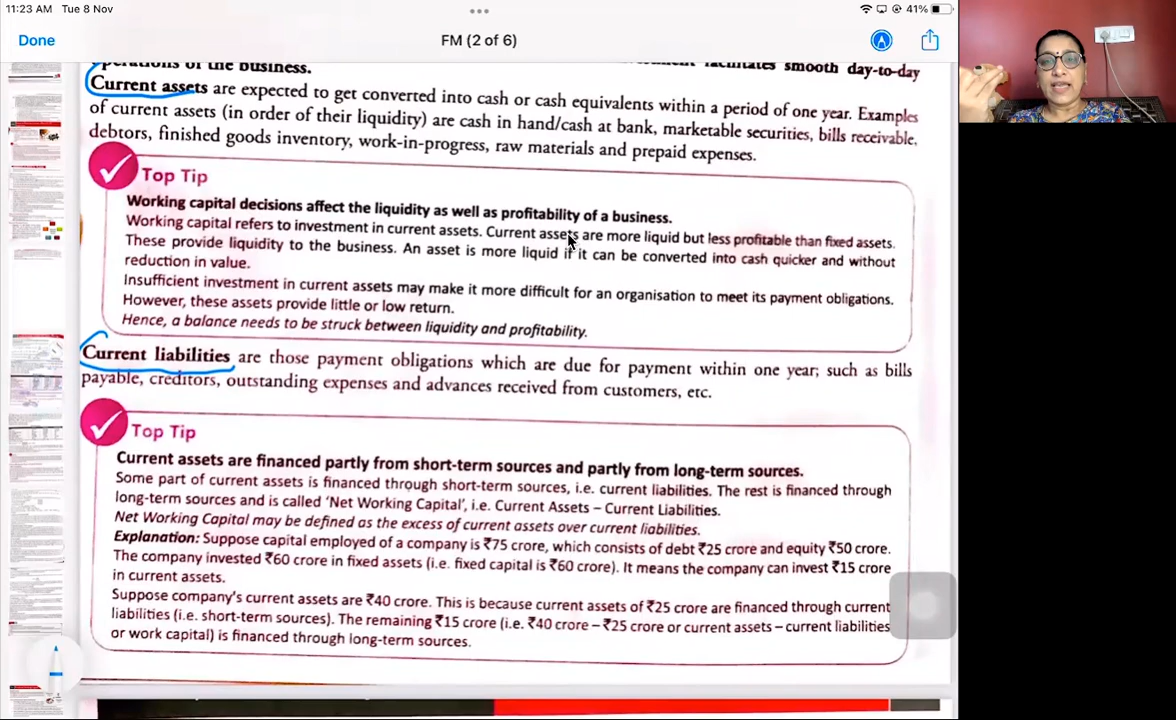 11:23 AM Tue 8 Nov
41%
Done
FM (2 of 6)
operations of the business.
facilitates smooth day-to-day
Current assets are expected to get converted into cash or cash equivalents within a period of one year. Examples
of current assets (in order of their liquidity) are cash in hand/cash at bank, marketable securities, bills receivable,
debtors, finished goods inventory, work-in-progress, raw materials and prepaid expenses.
Top Tip
Working capital decisions affect the liquidity as well as profitability of a business.
Working capital refers to investment in current assets. Current assets are more liquid but less profitable than fixed assets.
These provide liquidity to the business. An asset is more liquid if it can be converted into cash quicker and without
reduction in value.
Insufficient investment in current assets may make it more difficult for an organisation to meet its payment obligations.
However, these assets provide little or low return.
Hence, a balance needs to be struck between liquidity and profitability.
Current liabilities are those payment obligations which are due for payment within one year; such as bills
payable, creditors, outstanding expenses and advances received from customers, etc.
Top Tip
Current assets are financed partly from short-term sources and partly from long-term sources.
Some part of current assets is financed through short-term sources, i.e. current liabilities. The rest is financed through
long-term sources and is called 'Net Working Capital', i.e. Current Assets – Current Liabilities.
Net Working Capital may be defined as the excess of current assets over current liabilities.
Explanation: Suppose capital employed of a company is ₹75 crore, which consists of debt ₹25 crore and equity ₹50 crore.
The company invested ₹60 crore in fixed assets (i.e. fixed capital is ₹60 crore). It means the company can invest ₹15 crore
in current assets.
Suppose company's current assets are ₹40 crore. This is because current assets of ₹25 crore are financed through current
liabilities (i.e. short-term sources). The remaining ₹15 crore (i.e. ₹40 crore – ₹25 crore or current assets – current liabilities
or work capital) is financed through long-term sources.